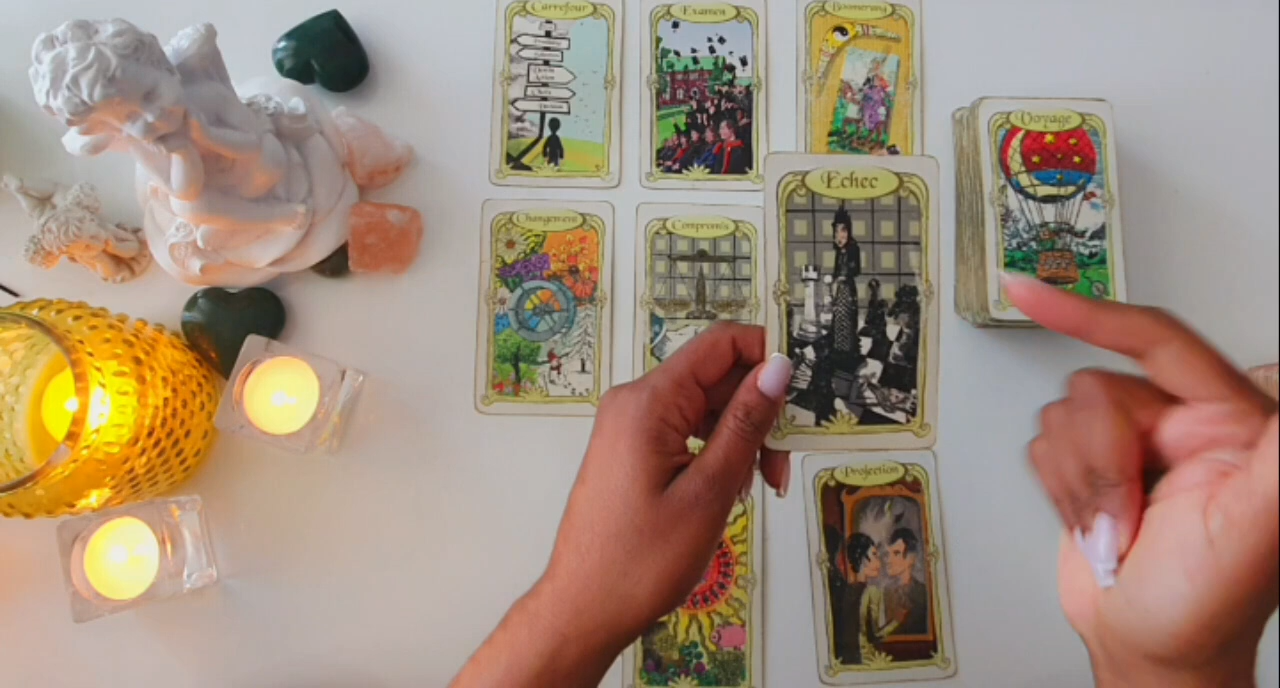 Carrefour
Examen
Boomerang
Voyage
Echec
Changement
Compromis
Projection